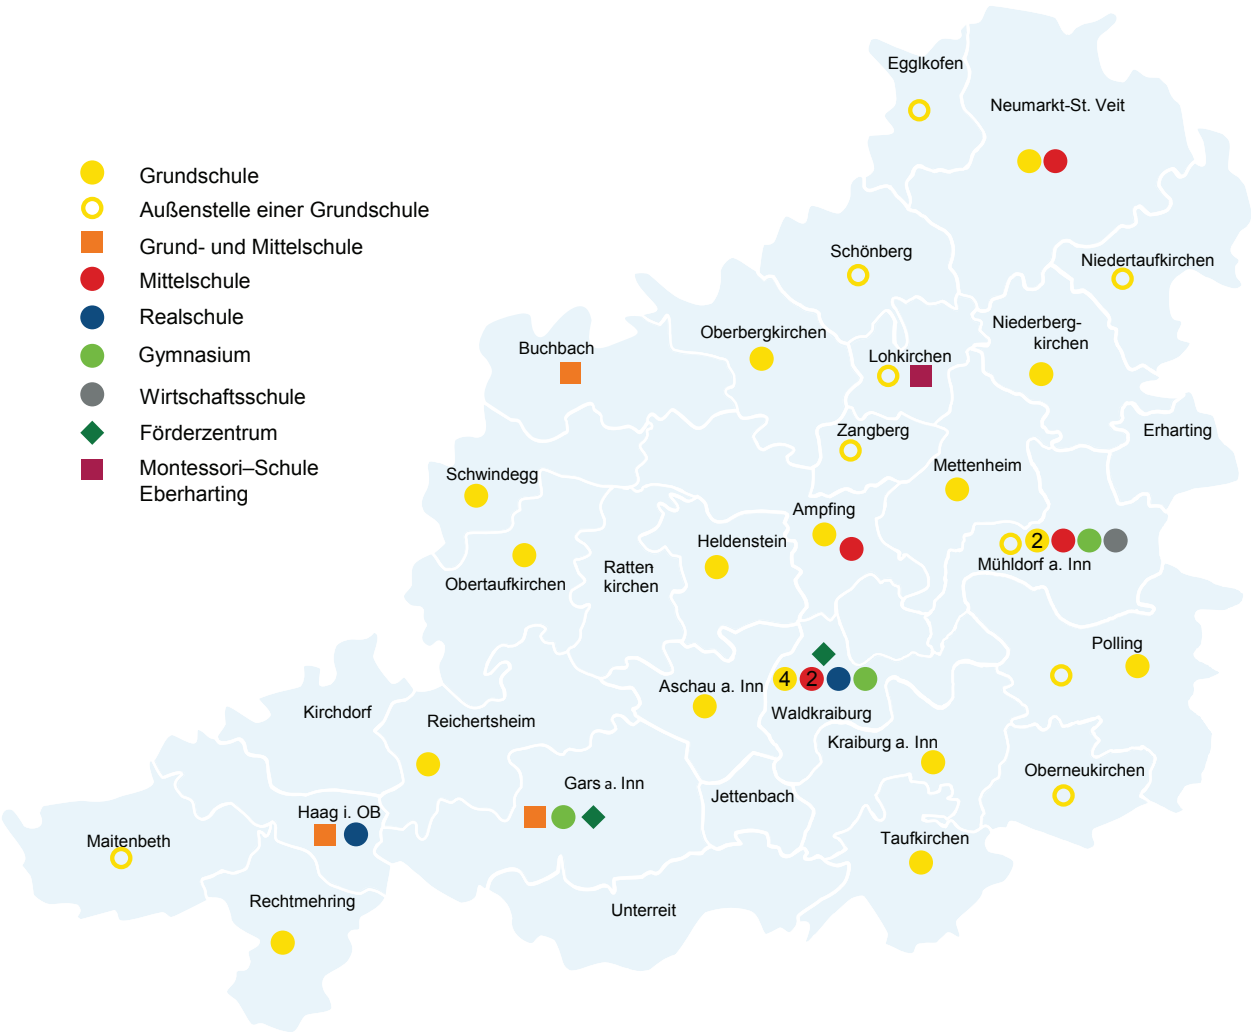 Grundschule
Außenstelle einer Grundschule
Grund- und Mittelschule
Mittelschule
Realschule
Gymnasium
Wirtschaftsschule
Förderzentrum
Montessori–Schule
Eberharting
Egglkofen
Neumarkt-St. Veit
Schönberg
Niedertaufkirchen
Oberbergkirchen
Niederberg-
kirchen
Buchbach
Lohkirchen
Zangberg
Erharting
Schwindegg
Mettenheim
Ampfing
Heldenstein
2
Mühldorf a. Inn
Obertaufkirchen
Ratten-
kirchen
Polling
4 2
Aschau a. Inn
Waldkraiburg
Kirchdorf
Reichertsheim
Kraiburg a. Inn
Oberneukirchen
Gars a. Inn
Jettenbach
Haag i. OB
Maitenbeth
Taufkirchen
Rechtmehring
Unterreit